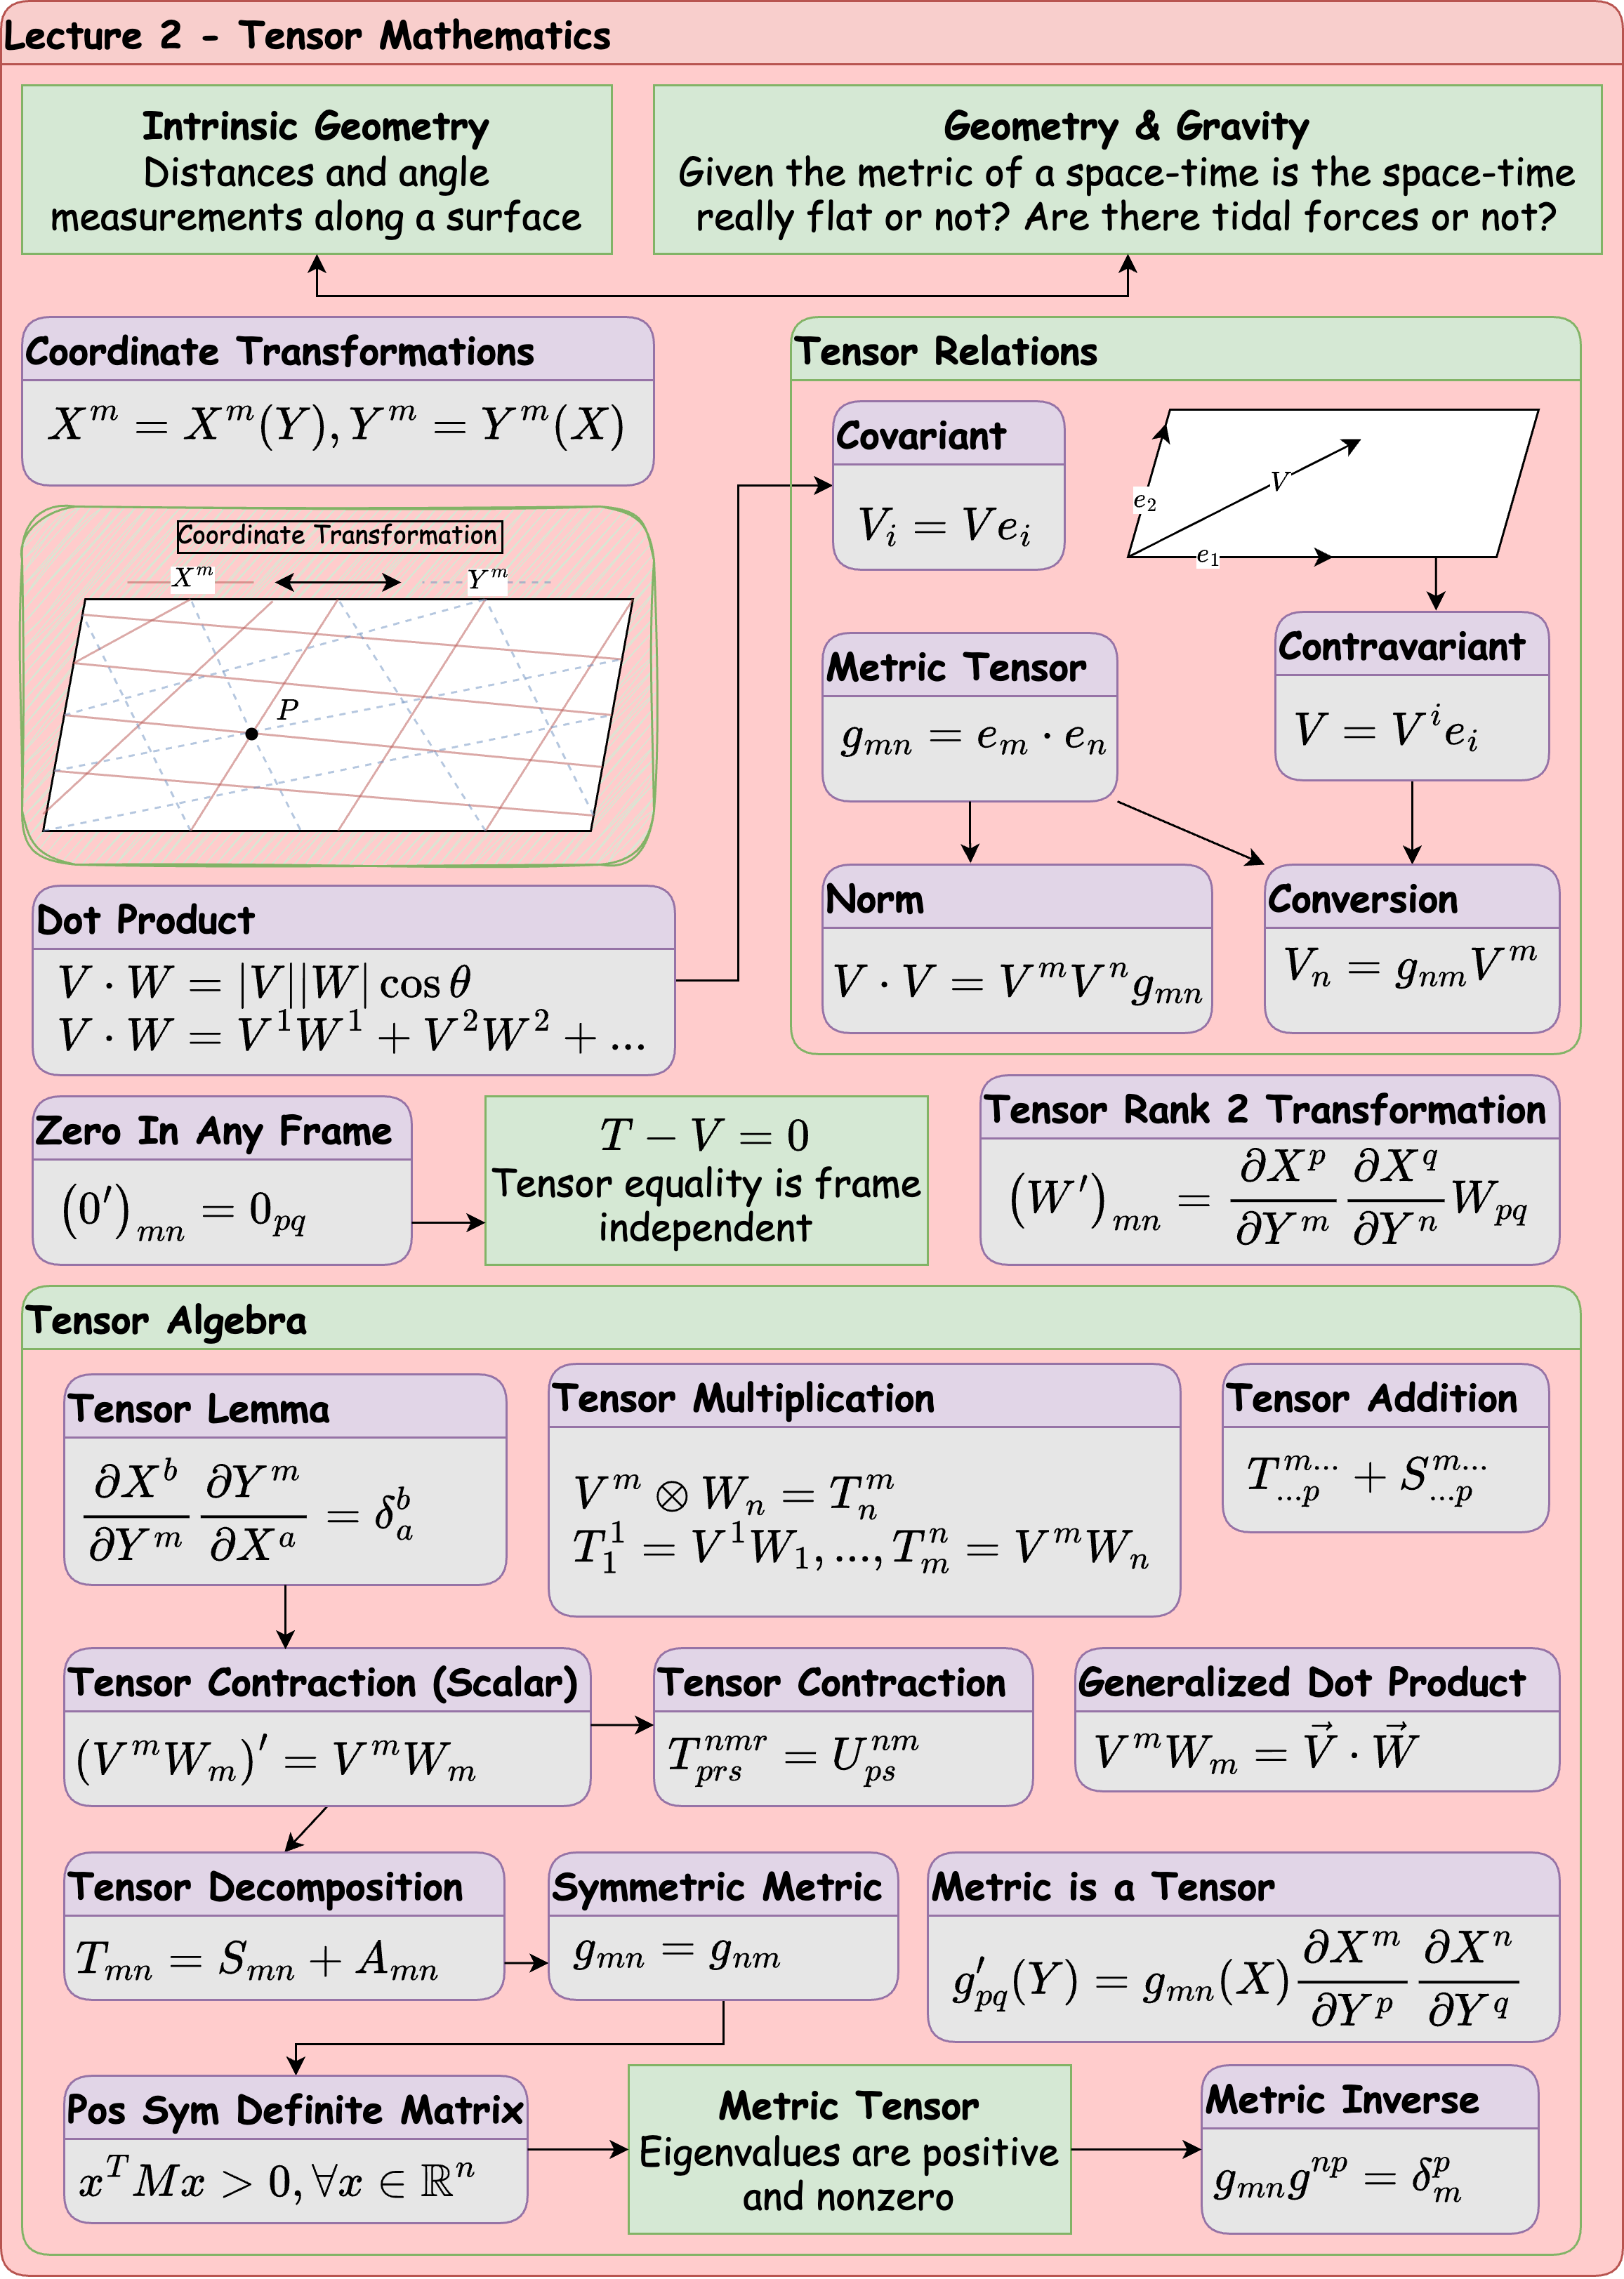 Lecture 2 - Tensor Mathematics
Intrinsic Geometry
Distances and angle
measurements along a surface
Geometry & Gravity
Given the metric of a space-time is the space-time
really flat or not? Are there tidal forces or not?
Coordinate Transformations
$X^m = X^m(Y), Y^m = Y^m(X)$
Coordinate Transformation
$X^m$
$Y^m$
$P$
Dot Product
$V \cdot W = |V||W| \cos\theta$
$V \cdot W = V^1W^1 + V^2W^2 + ...$
Tensor Relations
Covariant
$V_i = Ve_i$
$e_2$
$V$
$e_1$
Metric Tensor
$g_{mn} = e_m \cdot e_n$
Contravariant
$V = V^i e_i$
Norm
$V \cdot V = V^m V^n g_{mn}$
Conversion
$V_n = g_{nm} V^m$
Zero In Any Frame
$(0')_{mn} = 0_{pq}$
$T - V = 0$
Tensor equality is frame
independent
Tensor Rank 2 Transformation
$(W')_{mn} = \frac{\partial X^p}{\partial Y^m} \frac{\partial X^q}{\partial Y^n} W_{pq}$
Tensor Algebra
Tensor Lemma
$\frac{\partial X^b}{\partial Y^m} \frac{\partial Y^m}{\partial X^a} = \delta^b_a$
Tensor Multiplication
$V^m \otimes W_n = T^m_n$
$T^1_1 = V^1W_1, ..., T^n_m = V^mW_n$
Tensor Addition
$T^{m...}_{...p} + S^{m...}_{...p}$
Tensor Contraction (Scalar)
$(V^mW_m)' = V^mW_m$
Tensor Contraction
$T^{nmr}_{prs} = U^{nm}_{ps}$
Generalized Dot Product
$V^mW_m = \vec{V} \cdot \vec{W}$
Tensor Decomposition
$T_{mn} = S_{mn} + A_{mn}$
Symmetric Metric
$g_{mn} = g_{nm}$
Metric is a Tensor
$g'_{pq}(Y) = g_{mn}(X) \frac{\partial X^m}{\partial Y^p} \frac{\partial X^n}{\partial Y^q}$
Pos Sym Definite Matrix
$x^T Mx > 0, \forall x \in \mathbb{R}^n$
Metric Tensor
Eigenvalues are positive
and nonzero
Metric Inverse
$g_{mn}g^{np} = \delta^p_m$